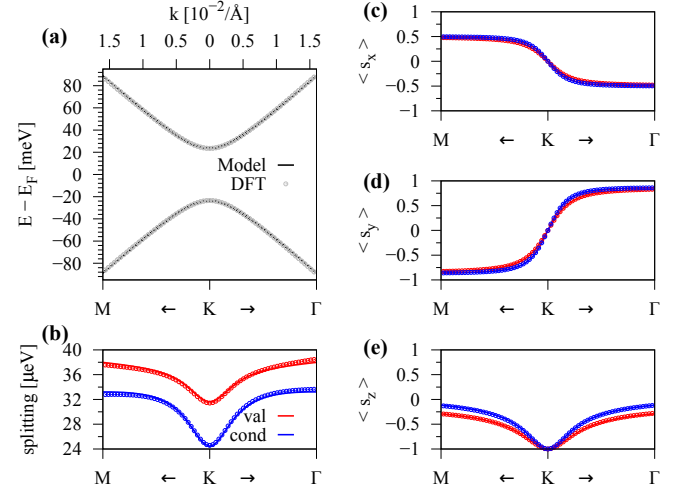 k [10⁻²/Å]
(a)
1.5 1 0.5 0 0.5 1 1.5
E − E_F [meV]
80
60
40
20
0
−20
−40
−60
−80
Model
DFT
M ← K → Γ
(b)
splitting [µeV]
40
36
32
28
24
val
cond
M ← K → Γ
(c)
< s_x >
1
0.5
0
−0.5
−1
M ← K → Γ
(d)
< s_y >
1
0.5
0
−0.5
−1
M ← K → Γ
(e)
< s_z >
1
0.5
0
−0.5
−1
M ← K → Γ